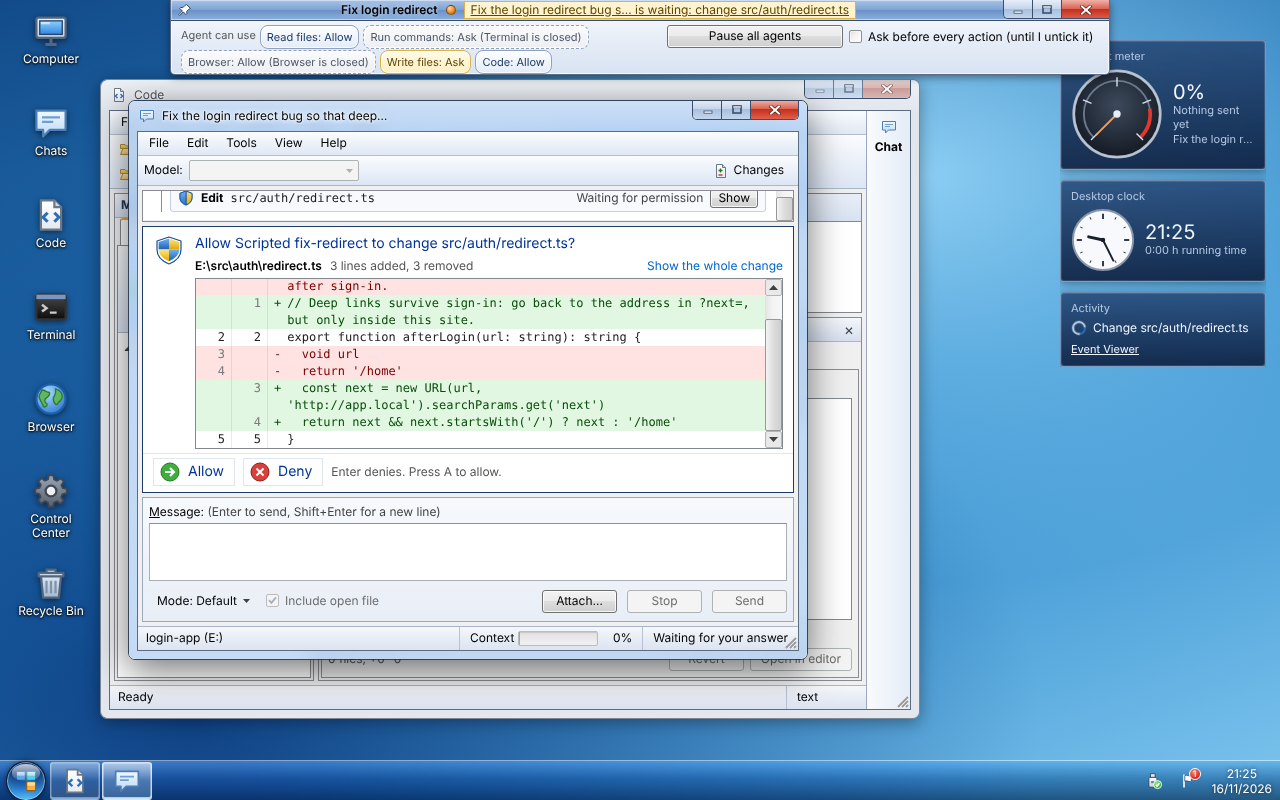 Fix login redirect
Fix the login redirect bug s... is waiting: change src/auth/redirect.ts
Agent can use
Read files: Allow
Run commands: Ask (Terminal is closed)
Browser: Allow (Browser is closed)
Write files: Ask
Code: Allow
Pause all agents
Ask before every action (until I untick it)
Computer
Chats
Code
Terminal
Browser
Control Center
Recycle Bin
meter
0%
Nothing sent yet
Fix the login r...
Desktop clock
21:25
0:00 h running time
Activity
Change src/auth/redirect.ts
Event Viewer
Code
Chat
Fix the login redirect bug so that deep...
File Edit Tools View Help
Model:
Changes
Edit src/auth/redirect.ts
Waiting for permission
Show
Allow Scripted fix-redirect to change src/auth/redirect.ts?
E:\src\auth\redirect.ts 3 lines added, 3 removed
Show the whole change
after sign-in.
1 + // Deep links survive sign-in: go back to the address in ?next=,
but only inside this site.
2 2 export function afterLogin(url: string): string {
3 - void url
4 - return '/home'
3 + const next = new URL(url,
'http://app.local').searchParams.get('next')
4 + return next && next.startsWith('/') ? next : '/home'
5 5 }
Allow
Deny
Enter denies. Press A to allow.
Message: (Enter to send, Shift+Enter for a new line)
Mode: Default
Include open file
Attach...
Stop
Send
login-app (E:)
Context
0%
Waiting for your answer
Revert
Open in editor
Ready
text
1
21:25
16/11/2026